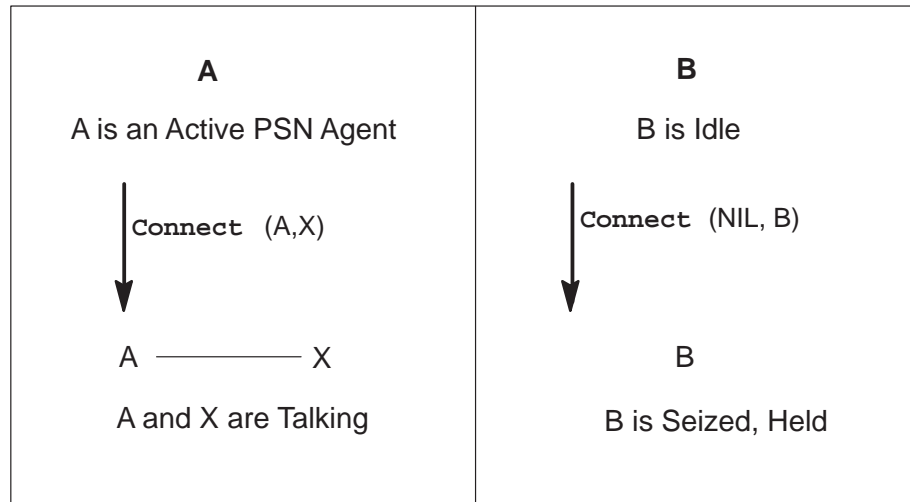 A
A is an Active PSN Agent
Connect (A,X)
A X
A and X are Talking
B
B is Idle
Connect (NIL, B)
B
B is Seized, Held